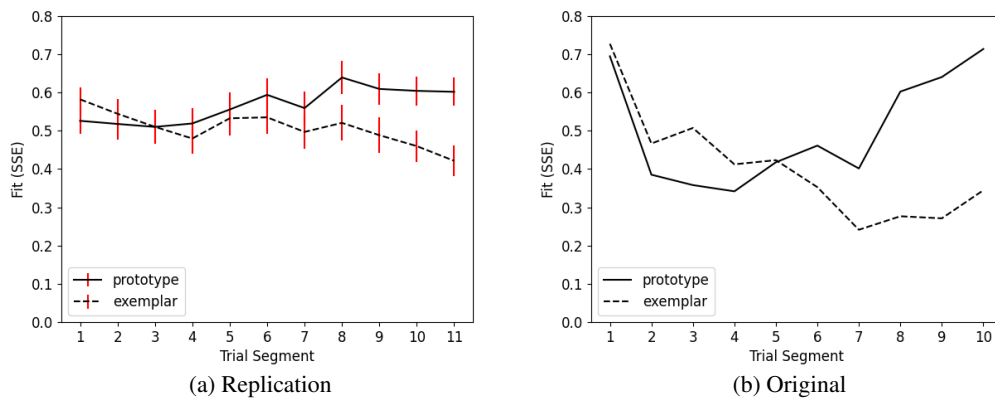 0.8
0.7
0.6
0.5
0.4
0.3
0.2
0.1
0.0
Fit (SSE)
prototype
exemplar
1 2 3 4 5 6 7 8 9 10 11
Trial Segment
(a) Replication
0.8
0.7
0.6
0.5
0.4
0.3
0.2
0.1
0.0
Fit (SSE)
prototype
exemplar
1 2 3 4 5 6 7 8 9 10
Trial Segment
(b) Original